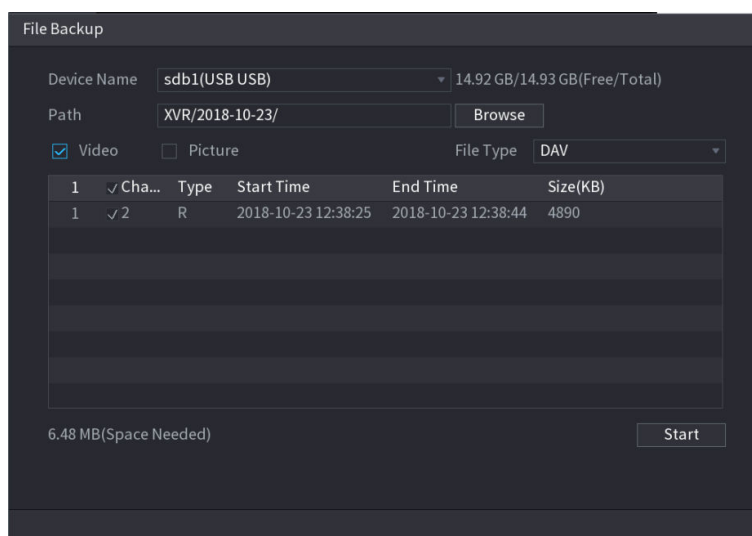 File Backup
Device Name sdb1(USB USB) 14.92 GB/14.93 GB(Free/Total)
Path XVR/2018-10-23/ Browse
Video Picture File Type DAV
1 Cha... Type Start Time End Time Size(KB)
1 2 R 2018-10-23 12:38:25 2018-10-23 12:38:44 4890
6.48 MB(Space Needed) Start